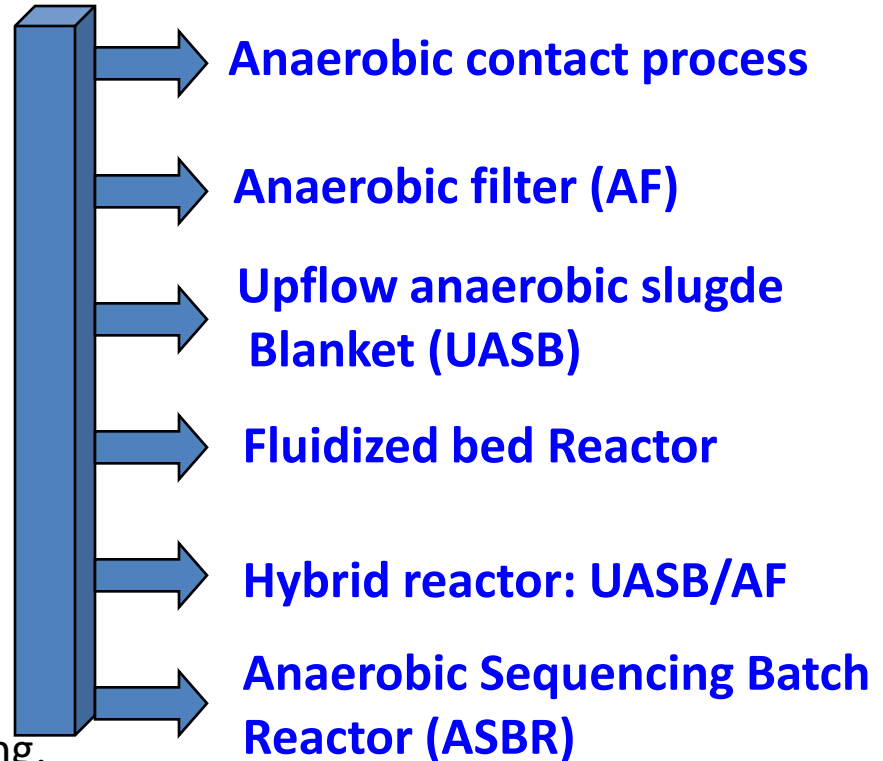 Anaerobic contact process
Anaerobic filter (AF)
Upflow anaerobic slugde
Blanket (UASB)
Fluidized bed Reactor
Hybrid reactor: UASB/AF
Anaerobic Sequencing Batch
Reactor (ASBR)